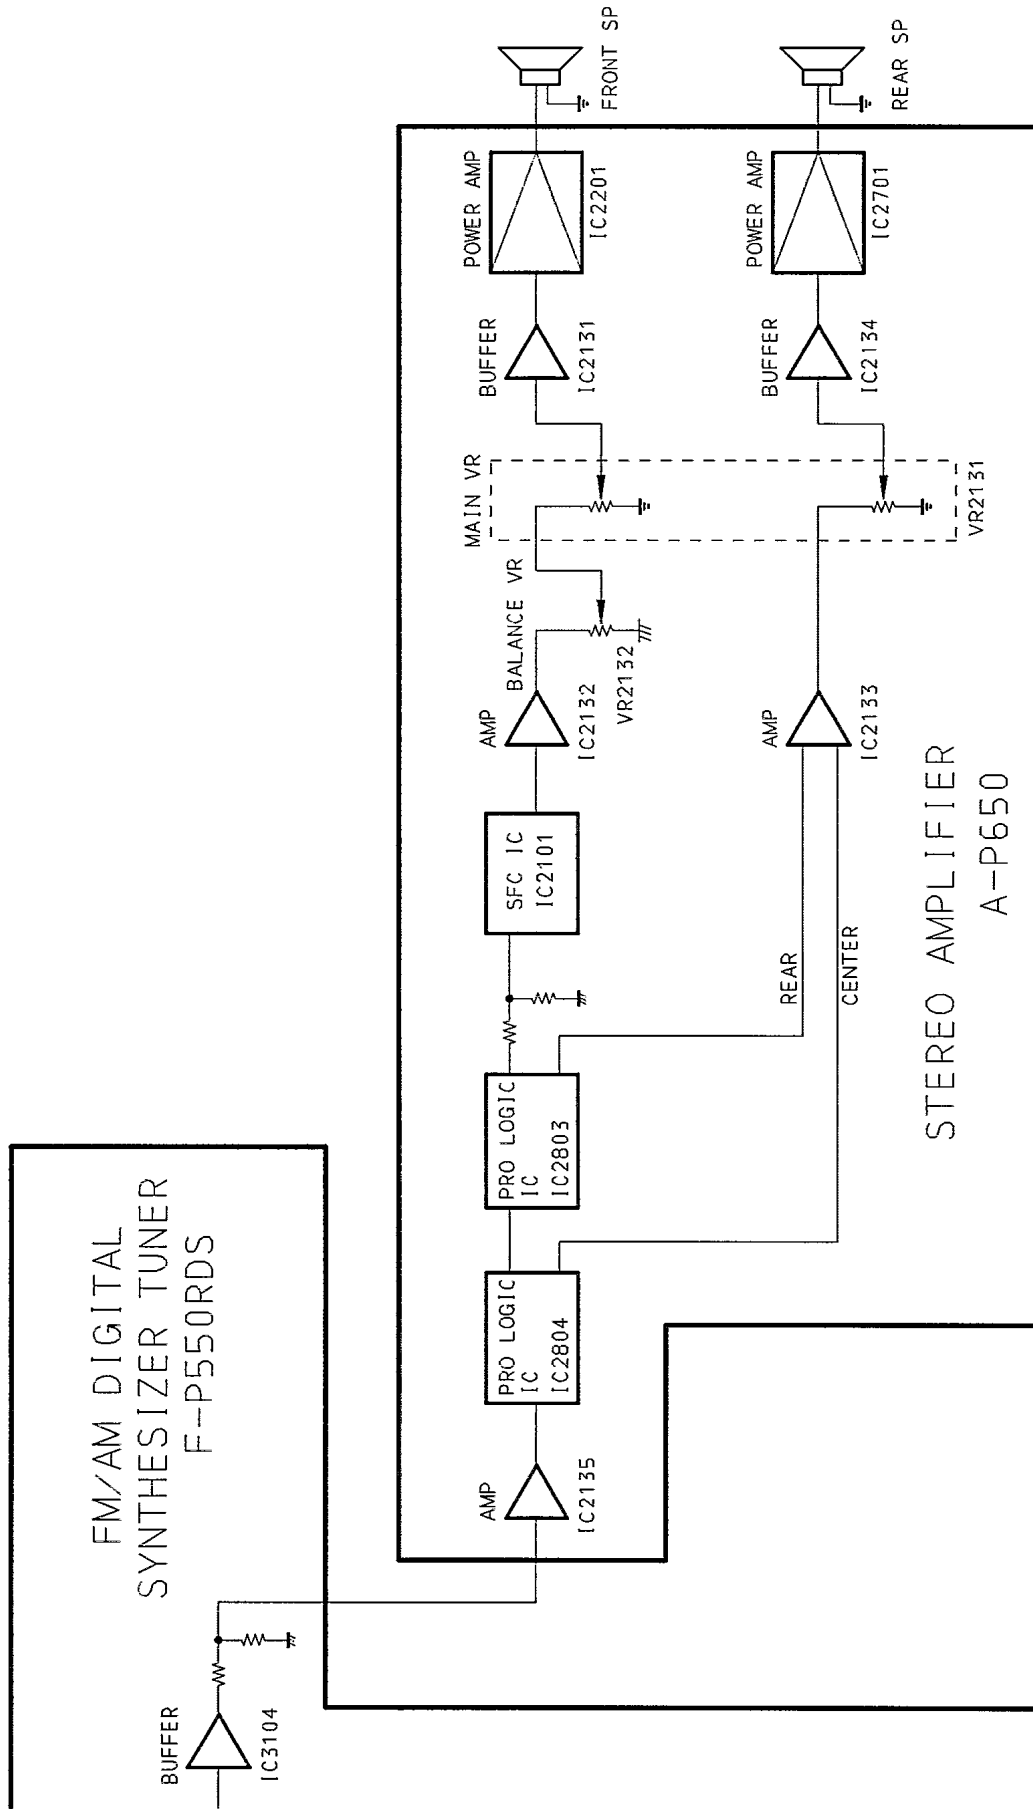 FM/AM DIGITAL
SYNTHESIZER TUNER
F-P550RDS
BUFFER
IC3104
AMP
IC2135
PRO LOGIC
IC
IC2804
PRO LOGIC
IC
IC2803
SFC IC
IC2101
AMP
IC2132
BALANCE VR
VR2132
MAIN VR
BUFFER
IC2131
POWER AMP
IC2201
FRONT SP
REAR
CENTER
AMP
IC2133
VR2131
BUFFER
IC2134
POWER AMP
IC2701
REAR SP
STEREO AMPLIFIER
A-P650